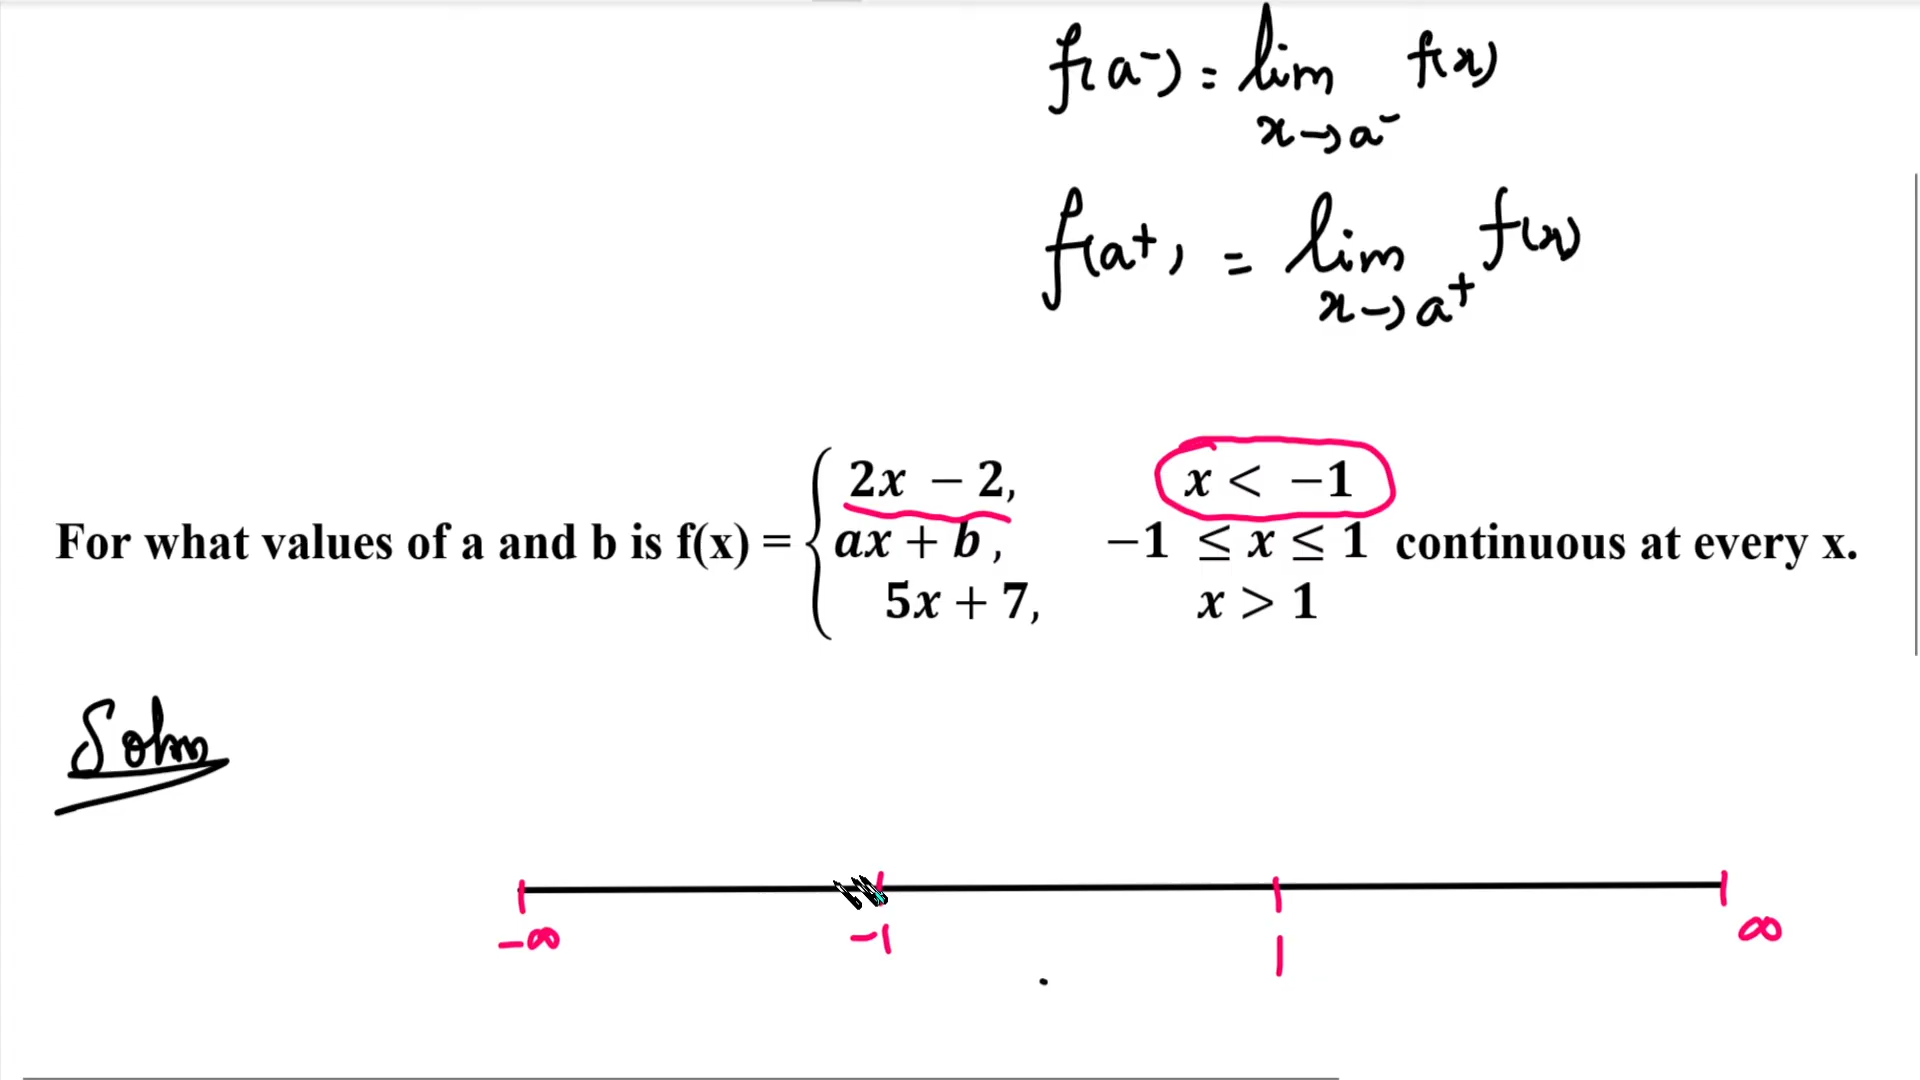 f(a⁻) = lim f(x)
x→a⁻
f(a⁺) = lim f(x)
x→a⁺
2x − 2, x < −1
For what values of a and b is f(x) = { ax + b , −1 ≤ x ≤ 1 continuous at every x.
5x + 7, x > 1
Soln
−∞ −1 1 ∞